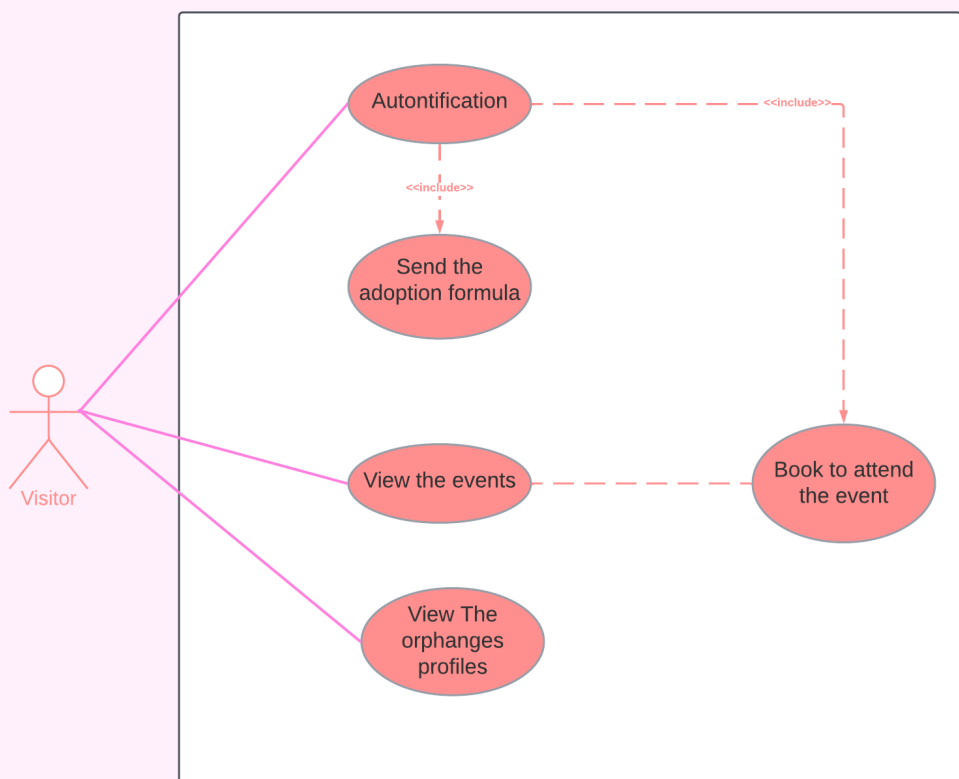 Autontification
<<include>>
<<include>>
Send the
adoption formula
Visitor
View the events
Book to attend
the event
View The
orphanges
profiles